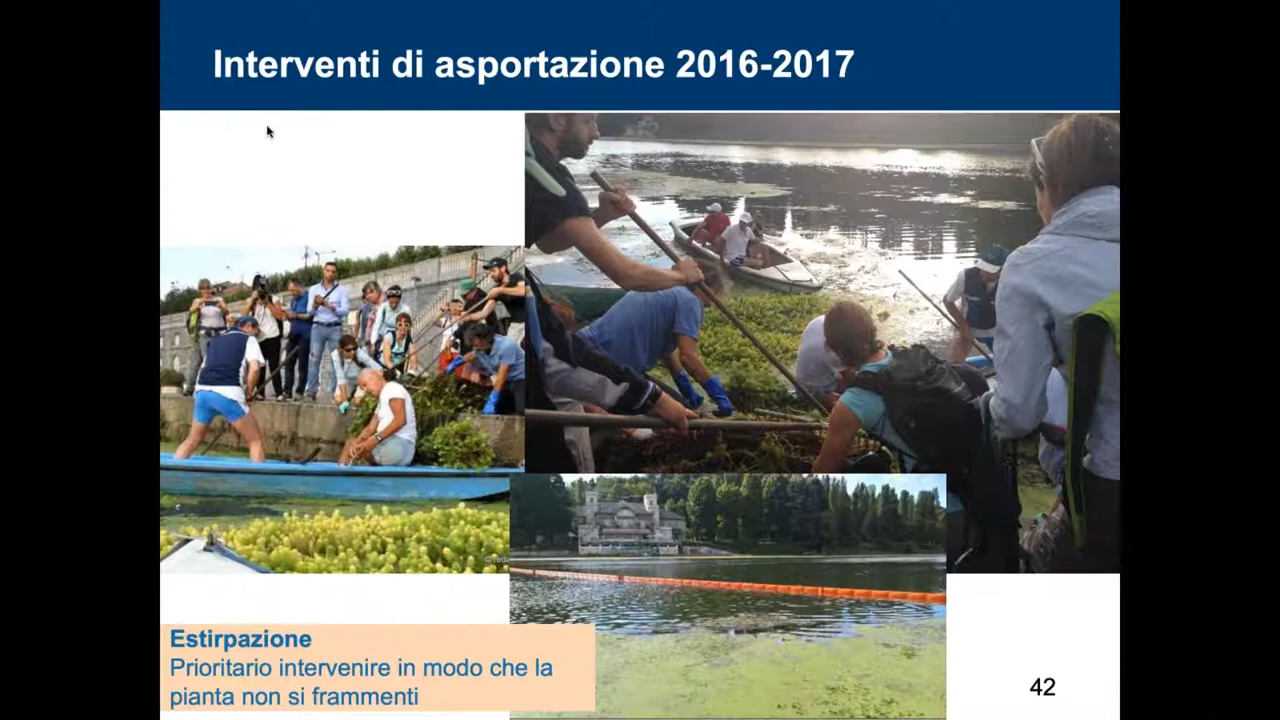 Interventi di asportazione 2016-2017
Estirpazione
Prioritario intervenire in modo che la
pianta non si frammenti
42